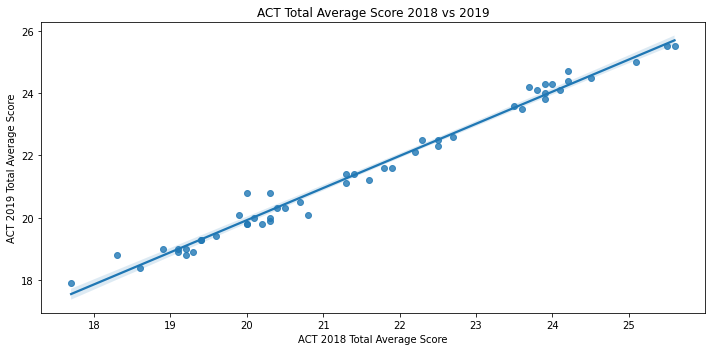 ACT Total Average Score 2018 vs 2019
ACT 2019 Total Average Score
26
24
22
20
18
18 19 20 21 22 23 24 25
ACT 2018 Total Average Score